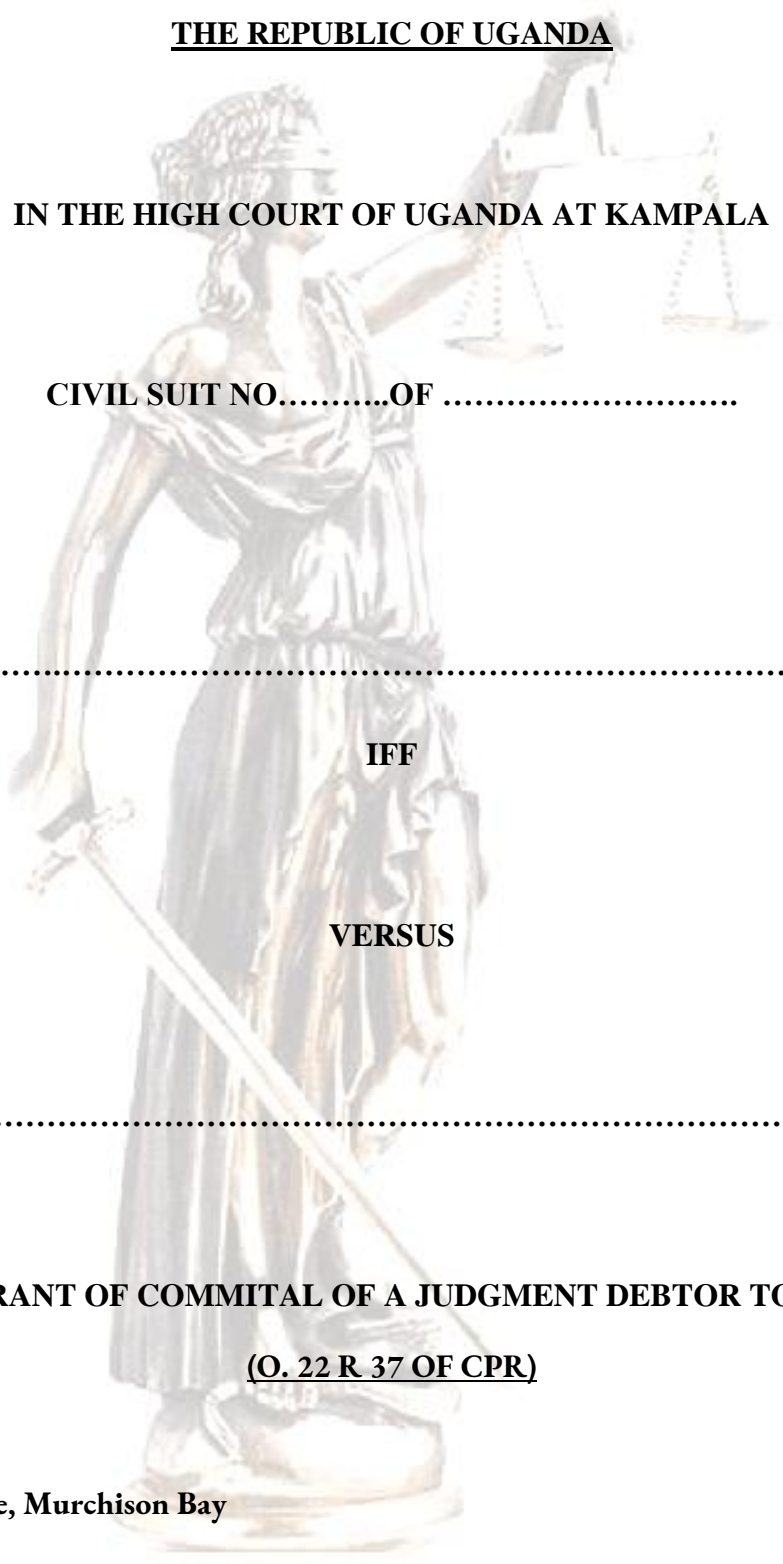 THE REPUBLIC OF UGANDA
IN THE HIGH COURT OF UGANDA AT KAMPALA
CIVIL SUIT NO………..OF ……………………….
…………………………………………………………………………
IFF
VERSUS
…………………………………………………………………………
RANT OF COMMITAL OF A JUDGMENT DEBTOR TO
(O. 22 R 37 OF CPR)
e, Murchison Bay